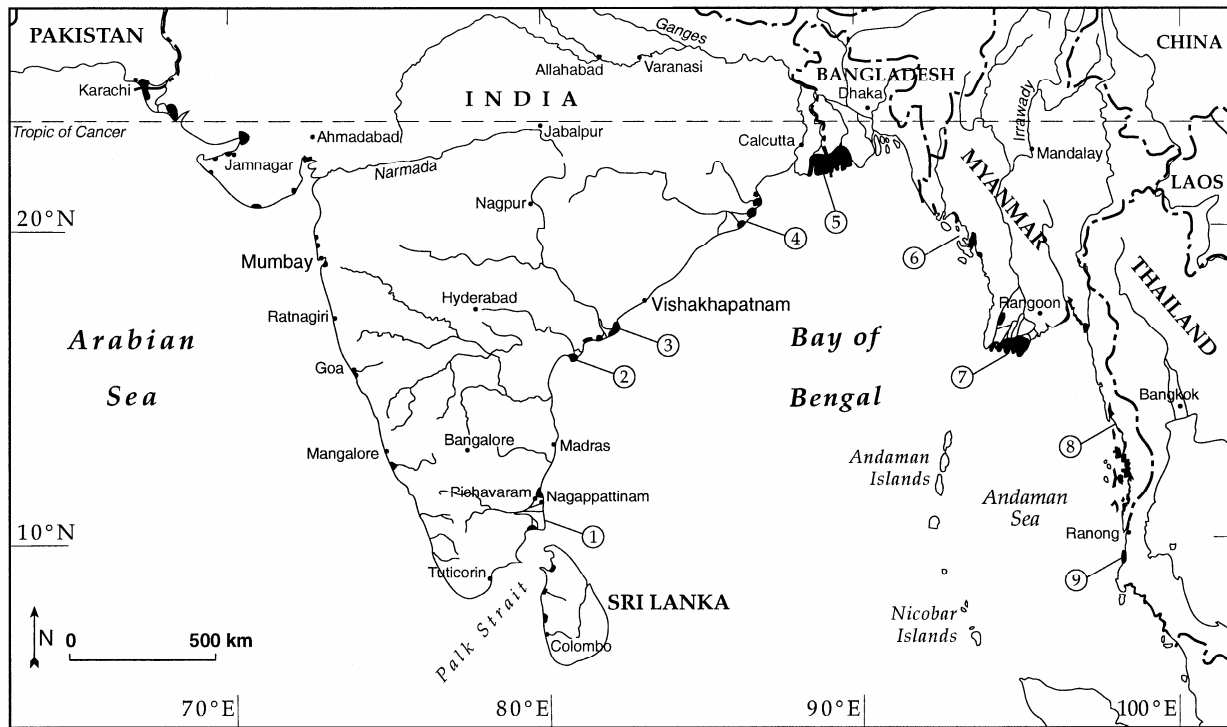 PAKISTAN
Karachi
Tropic of Cancer
Ahmadabad
Jamnagar
Narmada
INDIA
Ganges
Allahabad
Varanasi
Jabalpur
Nagpur
BANGLADESH
Dhaka
Calcutta
CHINA
Irrawady
Mandalay
MYANMAR
LAOS
THAILAND
20°N
Mumbay
Hyderabad
Vishakhapatnam
Rangoon
Ratnagiri
Arabian
Sea
Goa
Bay of
Bengal
Bangkok
Mangalore
Bangalore
Madras
Pichavaram
Nagappattinam
Andaman
Islands
Andaman
Sea
Ranong
10°N
Tuticorin
Palk Strait
SRI LANKA
Colombo
Nicobar
Islands
1
2
3
4
5
6
7
8
9
N
0 500 km
70°E
80°E
90°E
100°E